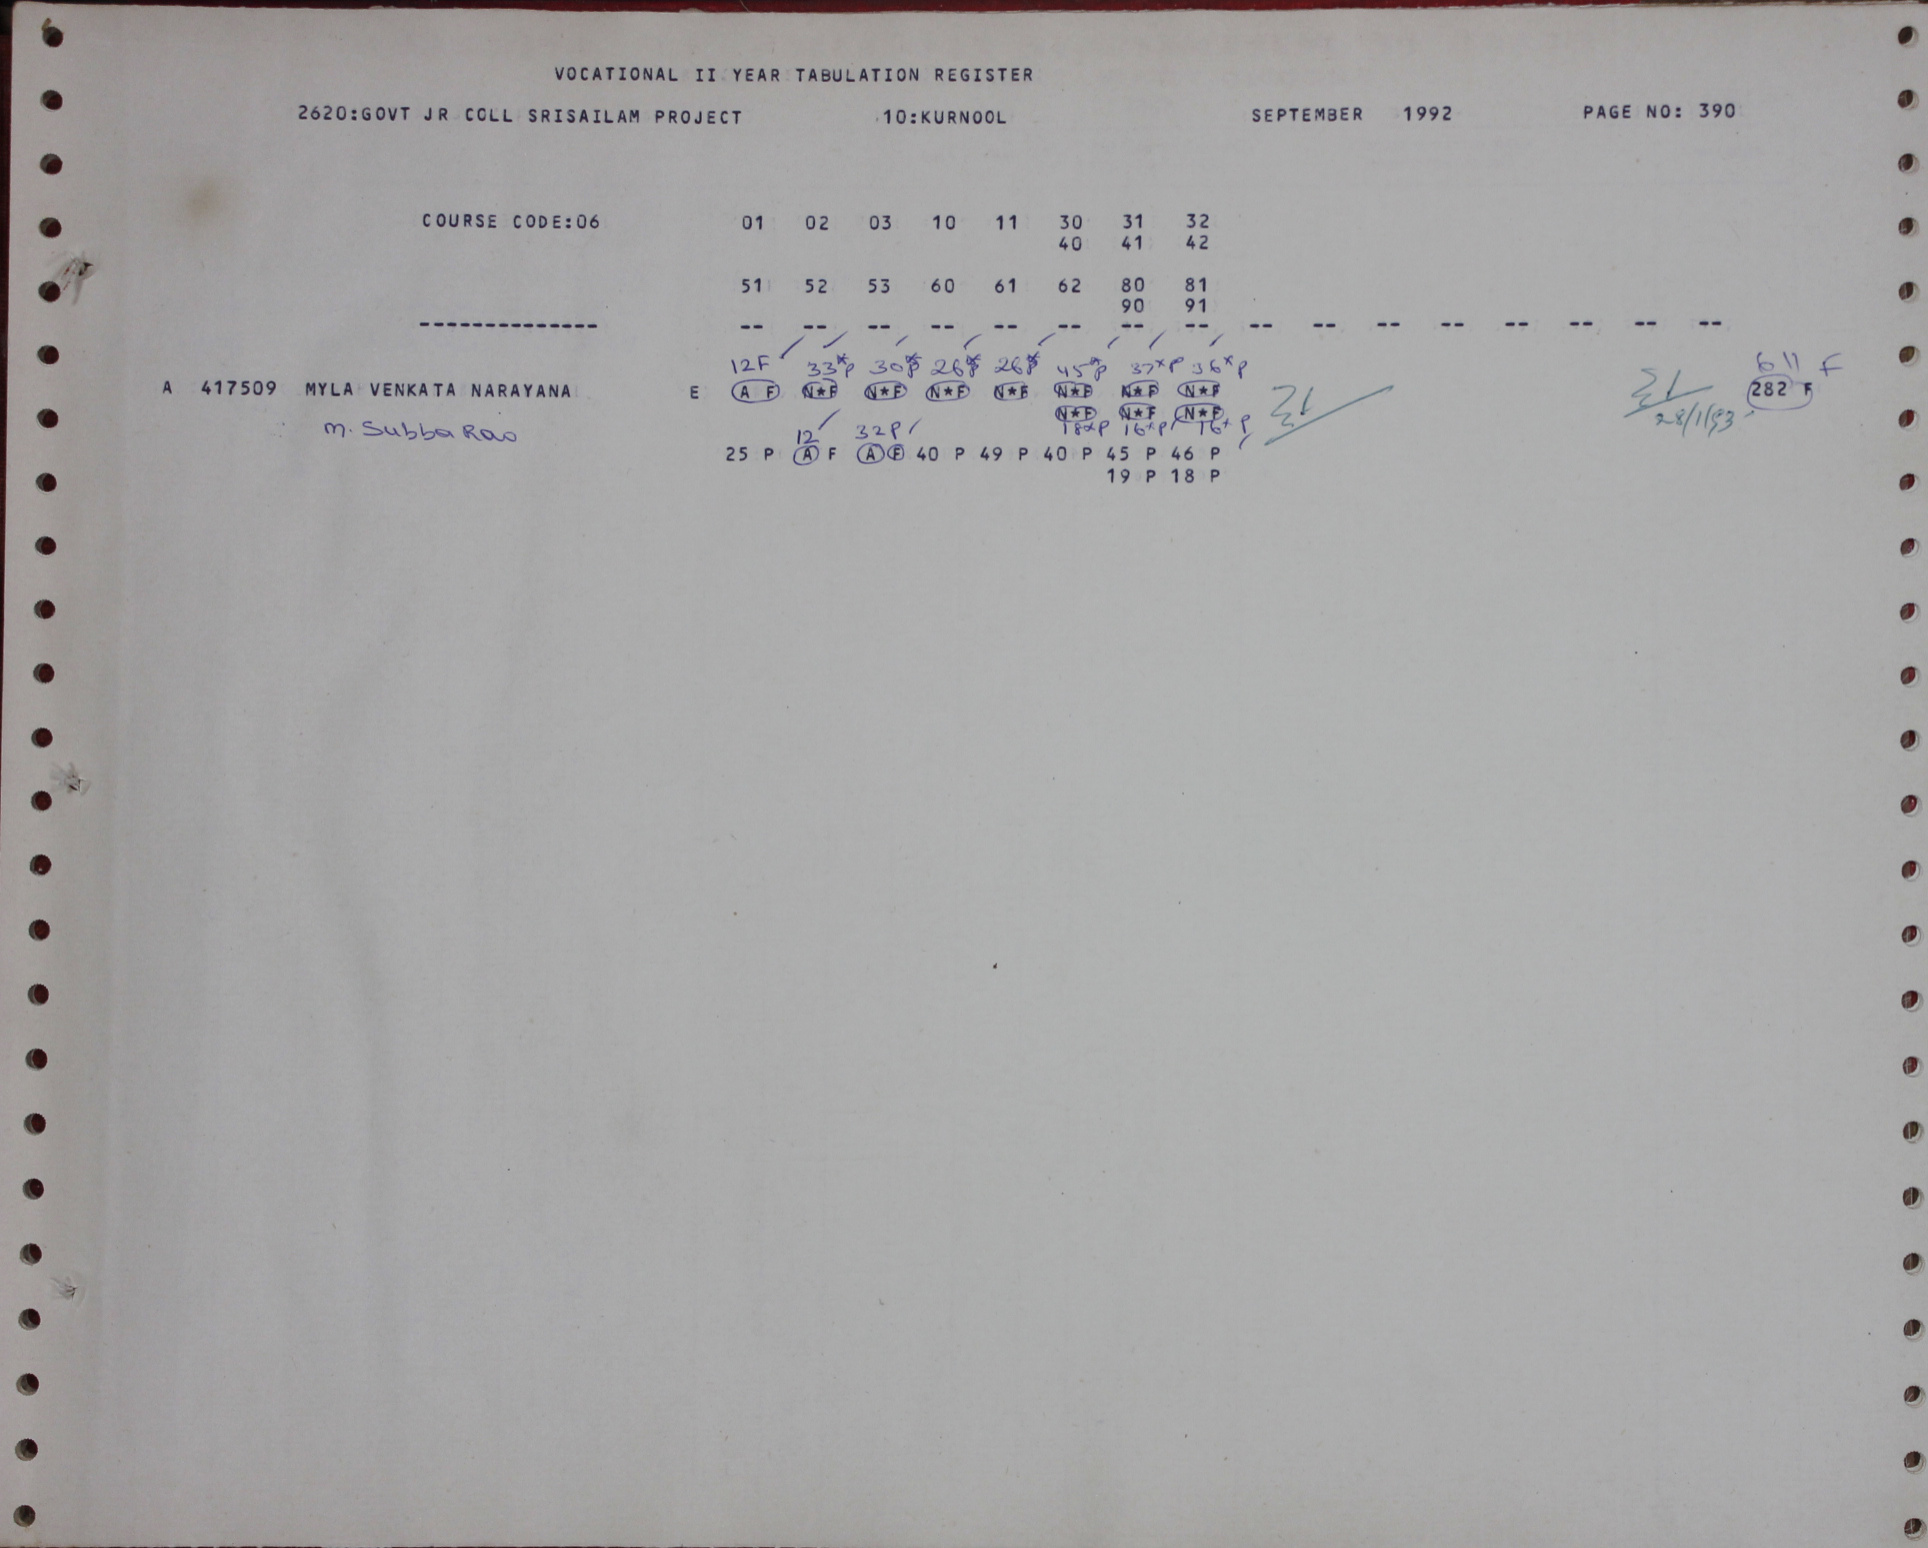 VOCATIONAL II YEAR TABULATION REGISTER
2620:GOVT JR COLL SRISAILAM PROJECT 10:KURNOOL SEPTEMBER 1992 PAGE NO: 390
COURSE CODE:06 01 02 03 10 11 30 31 32
40 41 42
51 52 53 60 61 62 80 81
90 91
-------------- -- -- -- -- -- -- -- -- -- -- -- -- -- -- -- --
12F 33*P 30*P 26* 26* 45*P 37*P 36*P 611 F
A 417509 MYLA VENKATA NARAYANA E A F N*F N*F N*F N*F N*F N*F N*F 282 F
N*F N*F N*F 28/1/93
M. Subba Rao 12 32P 18*P 16*P 16*P
25 P A F A F 40 P 49 P 40 P 45 P 46 P
19 P 18 P